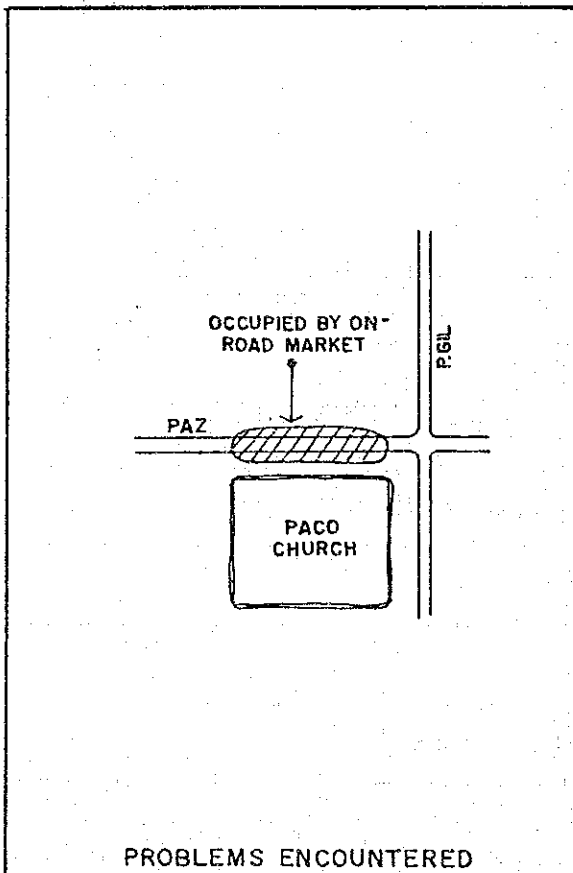 OCCUPIED BY ON-
ROAD MARKET
P.GIL
PAZ
PACO
CHURCH
PROBLEMS ENCOUNTERED